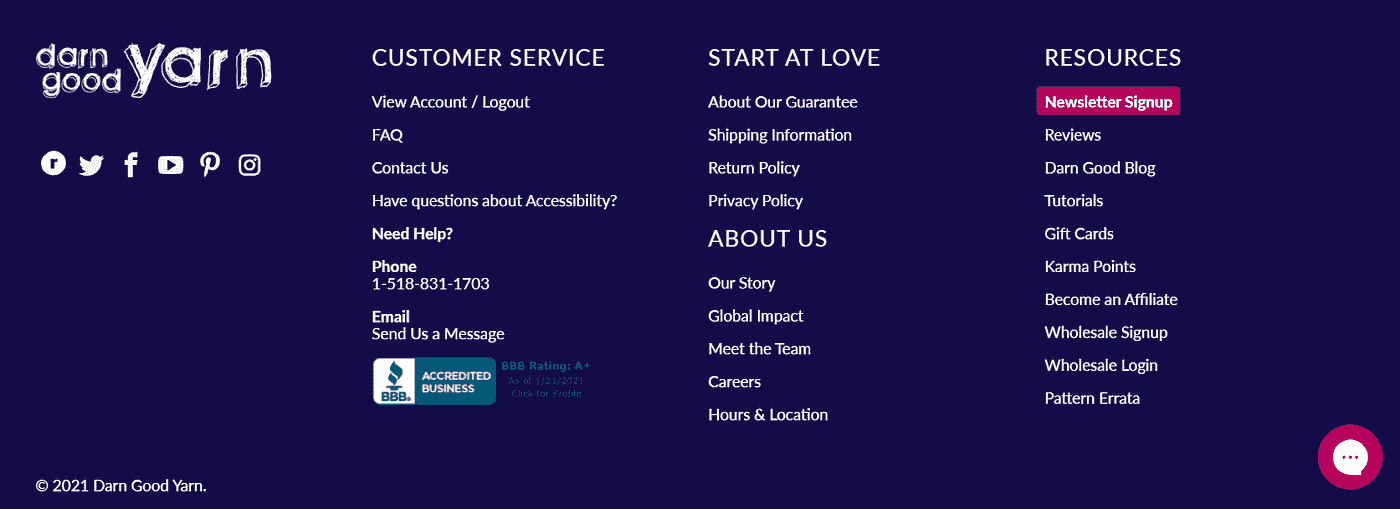 darn good yarn
CUSTOMER SERVICE
View Account / Logout
FAQ
Contact Us
Have questions about Accessibility?
Need Help?
Phone
1-518-831-1703
Email
Send Us a Message
BBB.
ACCREDITED
BUSINESS
BBB Rating: A+
As of 1/21/2021
Click for Profile
START AT LOVE
About Our Guarantee
Shipping Information
Return Policy
Privacy Policy
ABOUT US
Our Story
Global Impact
Meet the Team
Careers
Hours & Location
RESOURCES
Newsletter Signup
Reviews
Darn Good Blog
Tutorials
Gift Cards
Karma Points
Become an Affiliate
Wholesale Signup
Wholesale Login
Pattern Errata
© 2021 Darn Good Yarn.